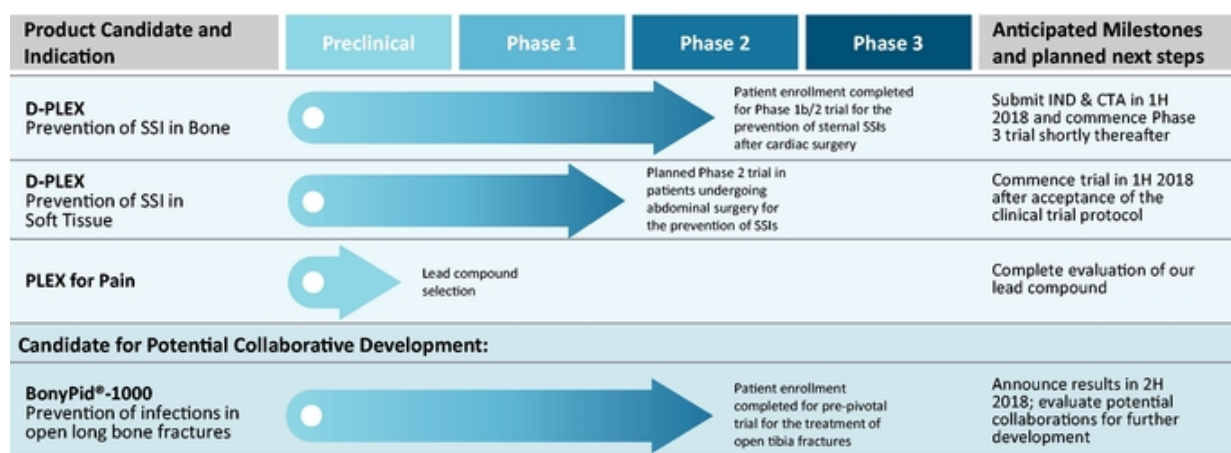 Product Candidate and
Indication
Preclinical
Phase 1
Phase 2
Phase 3
Anticipated Milestones
and planned next steps
D-PLEX
Prevention of SSI in Bone
Patient enrollment completed
for Phase 1b/2 trial for the
prevention of sternal SSIs
after cardiac surgery
Submit IND & CTA in 1H
2018 and commence Phase
3 trial shortly thereafter
D-PLEX
Prevention of SSI in
Soft Tissue
Planned Phase 2 trial in
patients undergoing
abdominal surgery for
the prevention of SSIs
Commence trial in 1H 2018
after acceptance of the
clinical trial protocol
PLEX for Pain
Lead compound
selection
Complete evaluation of our
lead compound
Candidate for Potential Collaborative Development:
BonyPid®-1000
Prevention of infections in
open long bone fractures
Patient enrollment
completed for pre-pivotal
trial for the treatment of
open tibia fractures
Announce results in 2H
2018; evaluate potential
collaborations for further
development